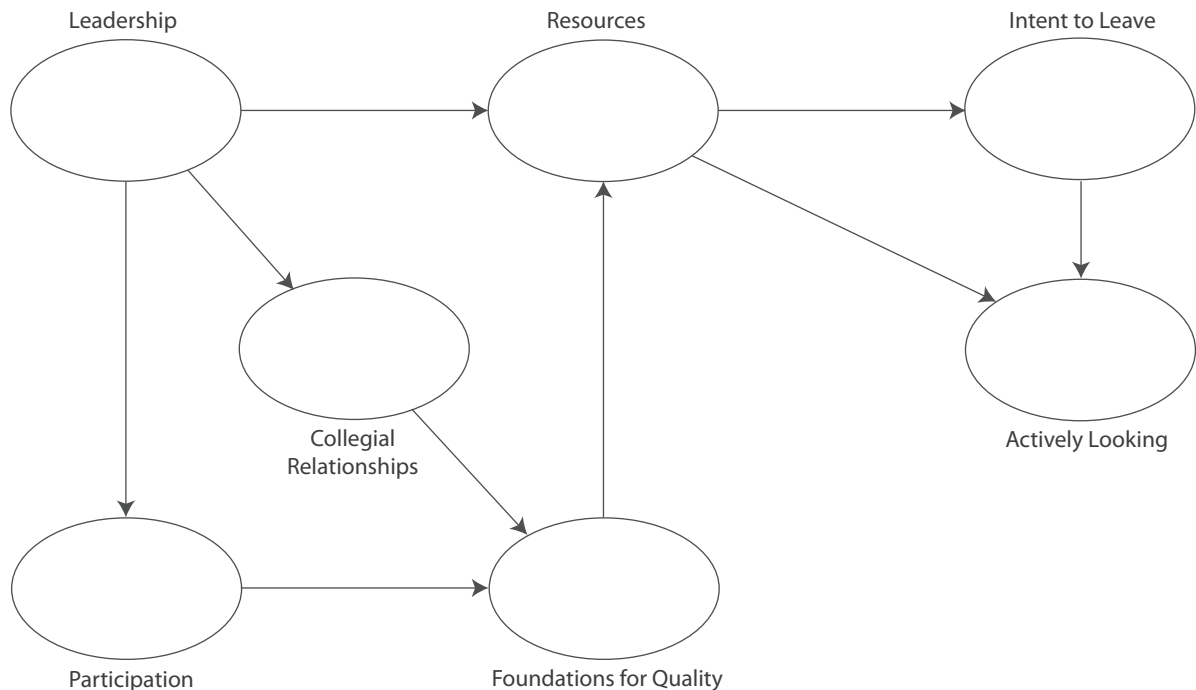 Leadership
Resources
Intent to Leave
Collegial
Relationships
Actively Looking
Participation
Foundations for Quality